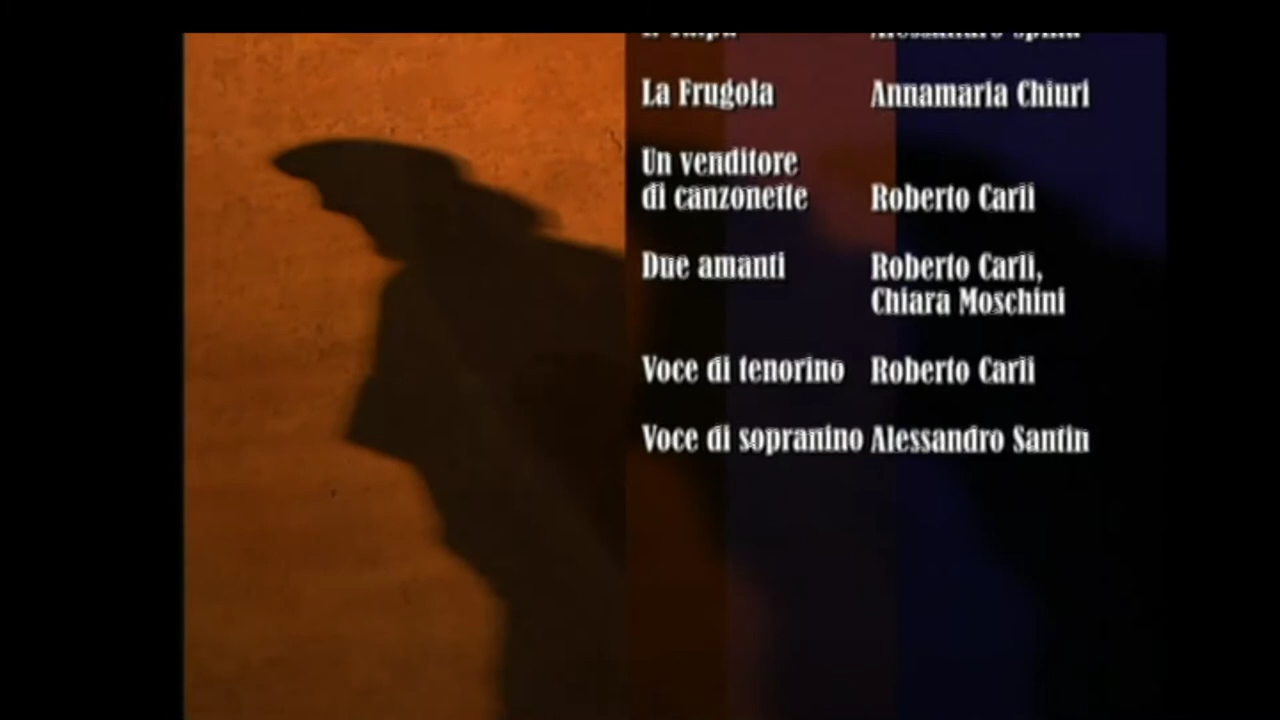 La Frugola Annamaria Chiuri
Un venditore
di canzonette Roberto Carli
Due amanti Roberto Carli,
Chiara Moschini
Voce di tenorino Roberto Carli
Voce di sopranino Alessandro Santin